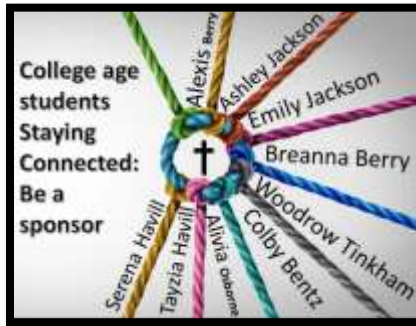 College age
students
Staying
Connected:
Be a
sponsor
Alexis Berry
Ashley Jackson
Emily Jackson
Breanna Berry
Woodrow Tinkham
Colby Bentz
Alivia Osborne
Tayzia Havill
Serena Havill